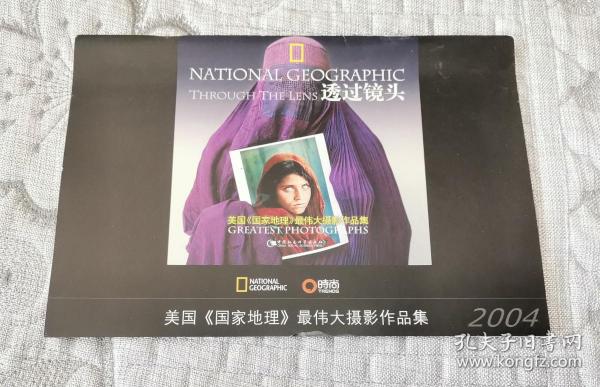 NATIONAL GEOGRAPHIC
THROUGH THE LENS 透过镜头
美国《国家地理》最伟大摄影作品集
GREATEST PHOTOGRAPHS
NATIONAL
GEOGRAPHIC
时尚
TRENDS
美国《国家地理》最伟大摄影作品集
2004
孔夫子旧书网
www.kongfz.com